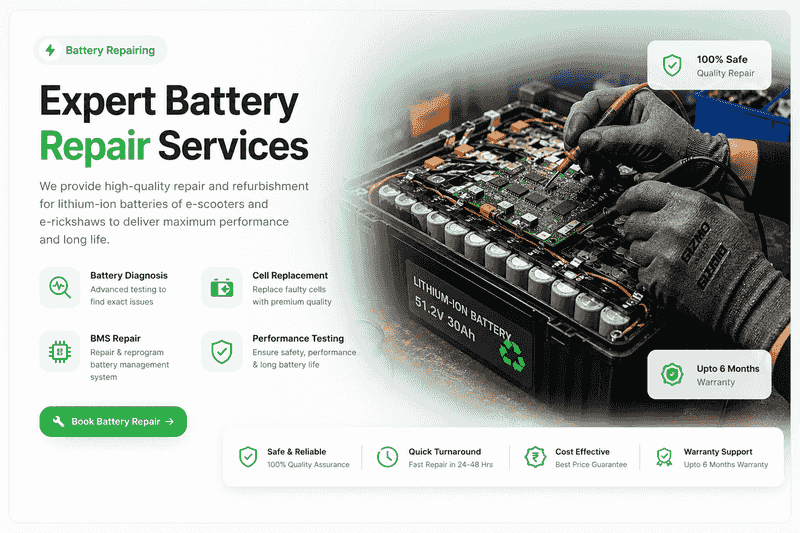 Battery Repairing
Expert Battery
Repair Services
We provide high-quality repair and refurbishment
for lithium-ion batteries of e-scooters and
e-rickshaws to deliver maximum performance
and long life.
Battery Diagnosis
Advanced testing to
find exact issues
Cell Replacement
Replace faulty cells
with premium quality
BMS Repair
Repair & reprogram
battery management
system
Performance Testing
Ensure safety, performance
& long battery life
Book Battery Repair →
100% Safe
Quality Repair
LITHIUM-ION BATTERY
51.2V 30Ah
GIZMO
Upto 6 Months
Warranty
Safe & Reliable
100% Quality Assurance
Quick Turnaround
Fast Repair in 24-48 Hrs
₹
Cost Effective
Best Price Guarantee
Warranty Support
Upto 6 Months Warranty